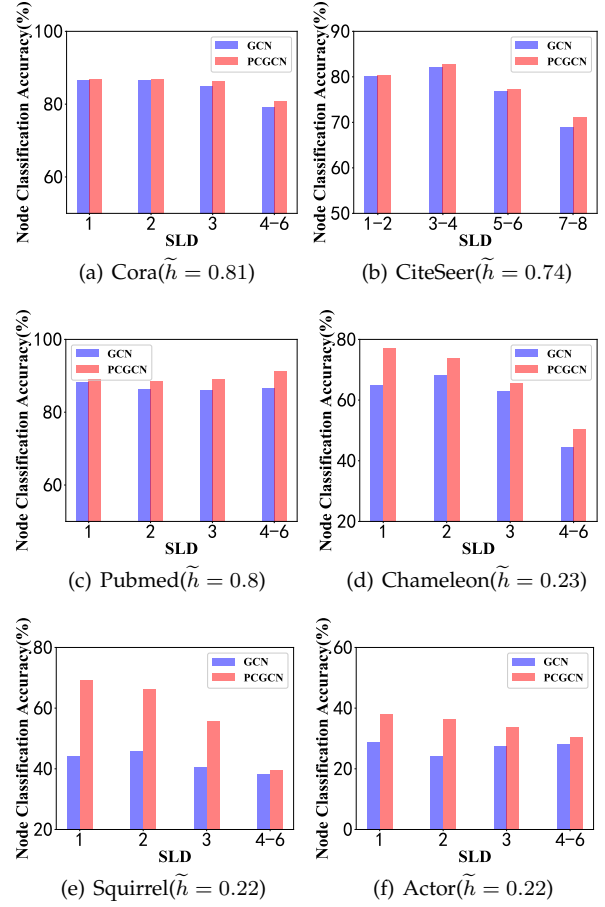 Node Classification Accuracy(%)
100
80
60
GCN
PCGCN
1 2 3 4-6
SLD
(a) Cora(h̃ = 0.81)
Node Classification Accuracy(%)
90
80
70
60
50
GCN
PCGCN
1-2 3-4 5-6 7-8
SLD
(b) CiteSeer(h̃ = 0.74)
Node Classification Accuracy(%)
100
80
60
GCN
PCGCN
1 2 3 4-6
SLD
(c) Pubmed(h̃ = 0.8)
Node Classification Accuracy(%)
80
60
40
20
GCN
PCGCN
1 2 3 4-6
SLD
(d) Chameleon(h̃ = 0.23)
Node Classification Accuracy(%)
80
60
40
20
GCN
PCGCN
1 2 3 4-6
SLD
(e) Squirrel(h̃ = 0.22)
Node Classification Accuracy(%)
60
40
20
0
GCN
PCGCN
1 2 3 4-6
SLD
(f) Actor(h̃ = 0.22)